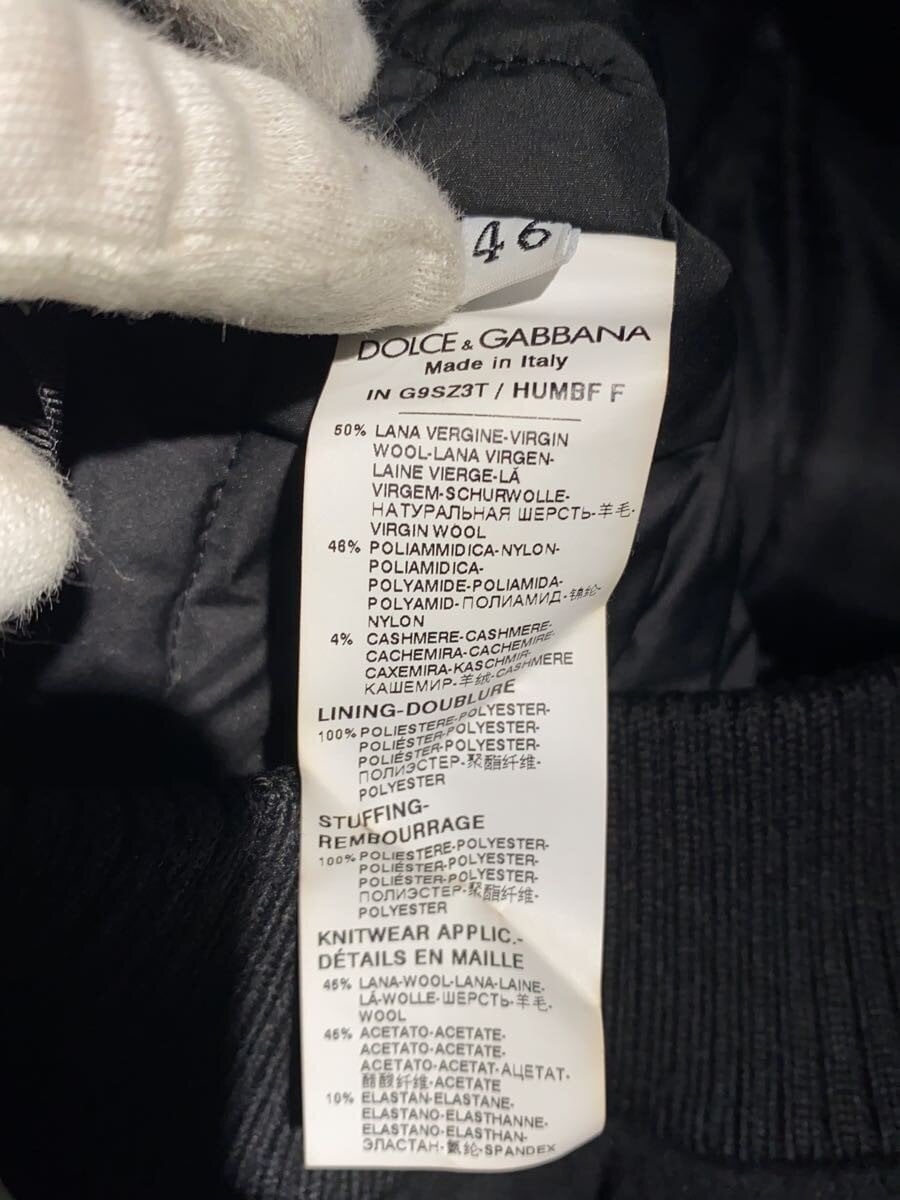 46
DOLCE & GABBANA
Made in Italy
IN G9SZ3T / HUMBF F
50% LANA VERGINE-VIRGIN
WOOL-LANA VIRGEN-
LAINE VIERGE-LÃ
VIRGEM-SCHURWOLLE-
НАТУРАЛЬНАЯ ШЕРСТЬ-羊毛-
VIRGIN WOOL
46% POLIAMMIDICA-NYLON-
POLIAMIDICA-
POLYAMIDE-POLIAMIDA-
POLYAMID-ПОЛИАМИД-锦纶-
NYLON
4% CASHMERE-CASHMERE-
CACHEMIRA-CACHEMIRE-
CAXEMIRA-KASCHMIR-
КАШЕМИР-羊绒-CASHMERE
LINING-DOUBLURE
100% POLIESTERE-POLYESTER-
POLIÉSTER-POLYESTER-
POLIÉSTER-POLYESTER-
ПОЛИЭСТЕР-聚酯纤维-
POLYESTER
STUFFING-
REMBOURRAGE
100% POLIESTERE-POLYESTER-
POLIÉSTER-POLYESTER-
POLIÉSTER-POLYESTER-
ПОЛИЭСТЕР-聚酯纤维-
POLYESTER
KNITWEAR APPLIC.-
DÉTAILS EN MAILLE
45% LANA-WOOL-LANA-LAINE-
LÃ-WOLLE-ШЕРСТЬ-羊毛-
WOOL
45% ACETATO-ACETATE-
ACETATO-ACETATE-
ACETATO-ACETAT-АЦЕТАТ-
醋酸纤维-ACETATE
10% ELASTAN-ELASTANE-
ELASTANO-ELASTHANNE-
ELASTANO-ELASTHAN-
ЭЛАСТАН-氨纶-SPANDEX